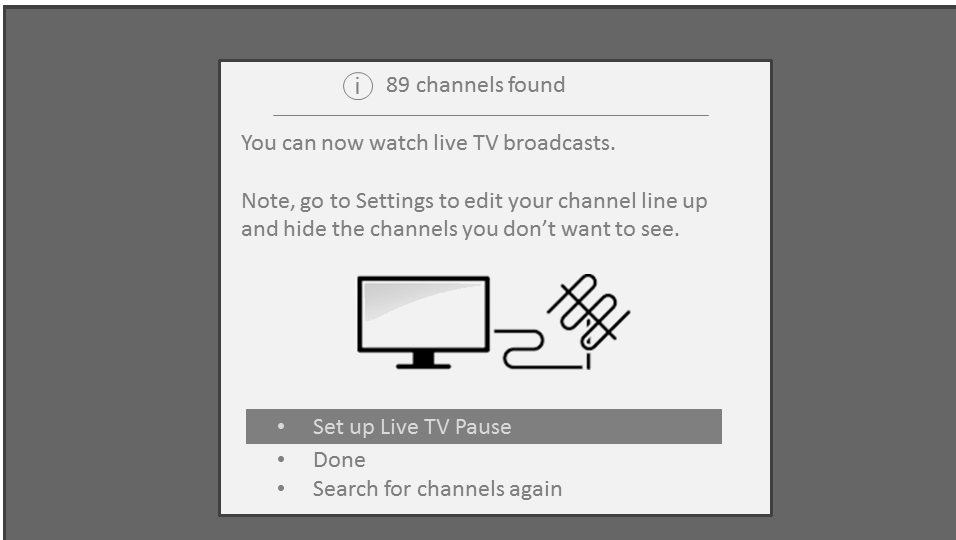 i 89 channels found
You can now watch live TV broadcasts.
Note, go to Settings to edit your channel line up
and hide the channels you don’t want to see.
• Set up Live TV Pause
• Done
• Search for channels again